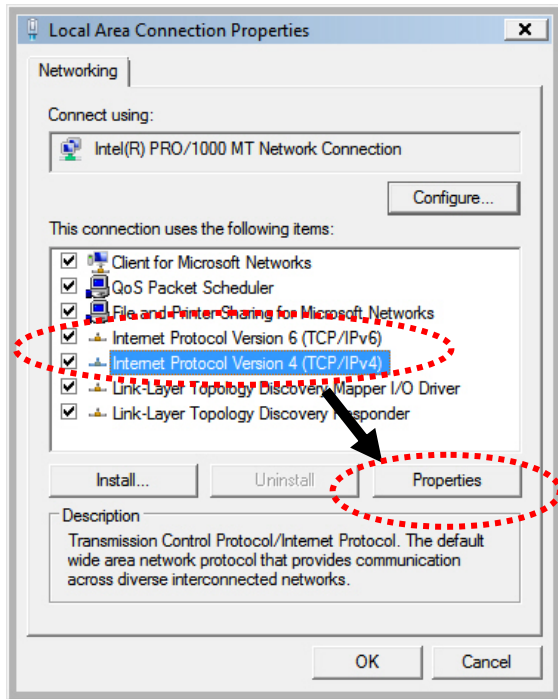 Local Area Connection Properties
Networking
Connect using:
Intel(R) PRO/1000 MT Network Connection
Configure...
This connection uses the following items:
Client for Microsoft Networks
QoS Packet Scheduler
File and Printer Sharing for Microsoft Networks
Internet Protocol Version 6 (TCP/IPv6)
Internet Protocol Version 4 (TCP/IPv4)
Link-Layer Topology Discovery Mapper I/O Driver
Link-Layer Topology Discovery Responder
Install... Uninstall Properties
Description
Transmission Control Protocol/Internet Protocol. The default
wide area network protocol that provides communication
across diverse interconnected networks.
OK Cancel